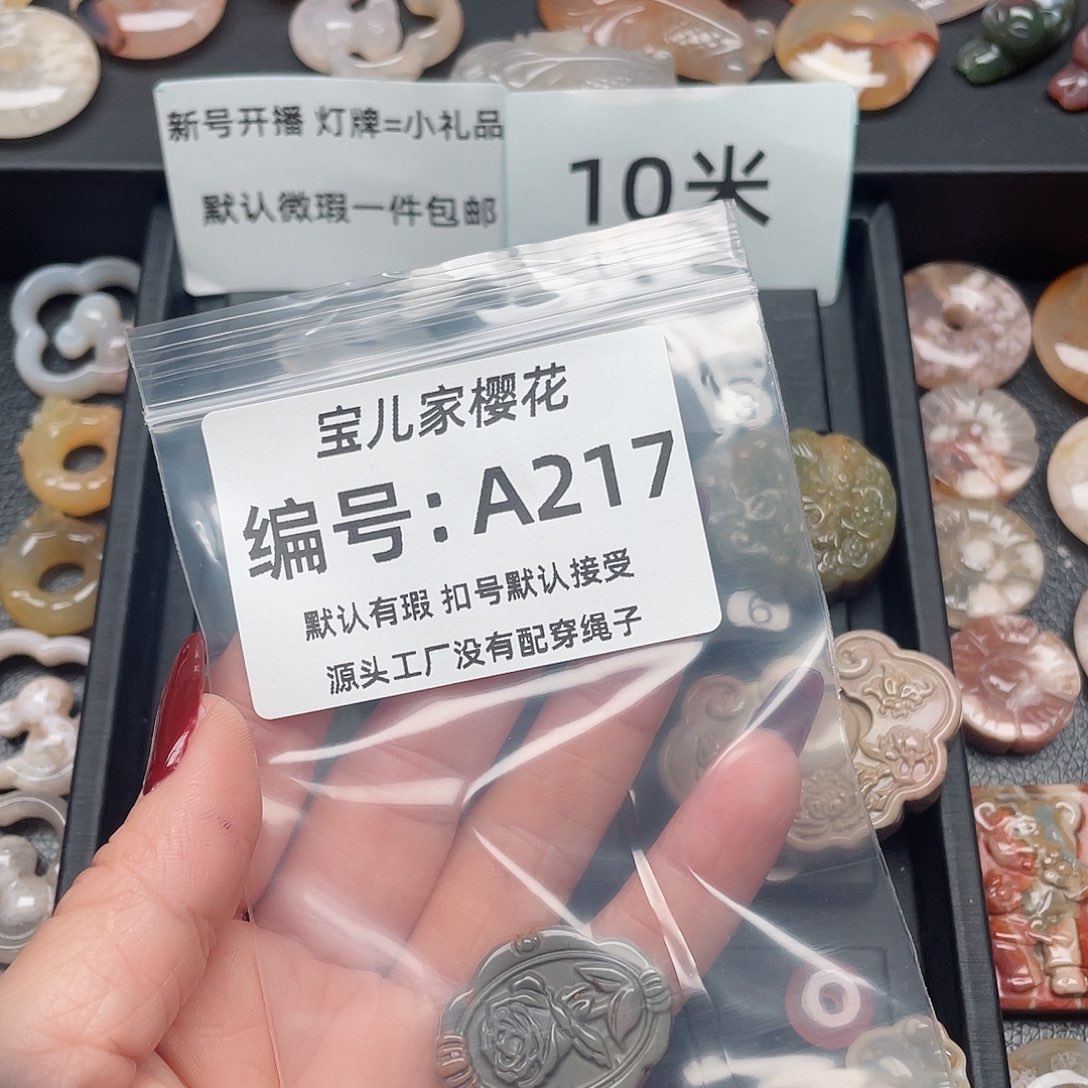 新号开播 灯牌=小礼品
默认微瑕一件包邮
10米
宝儿家樱花
编号：A217
默认有瑕 扣号默认接受
源头工厂没有配穿绳子